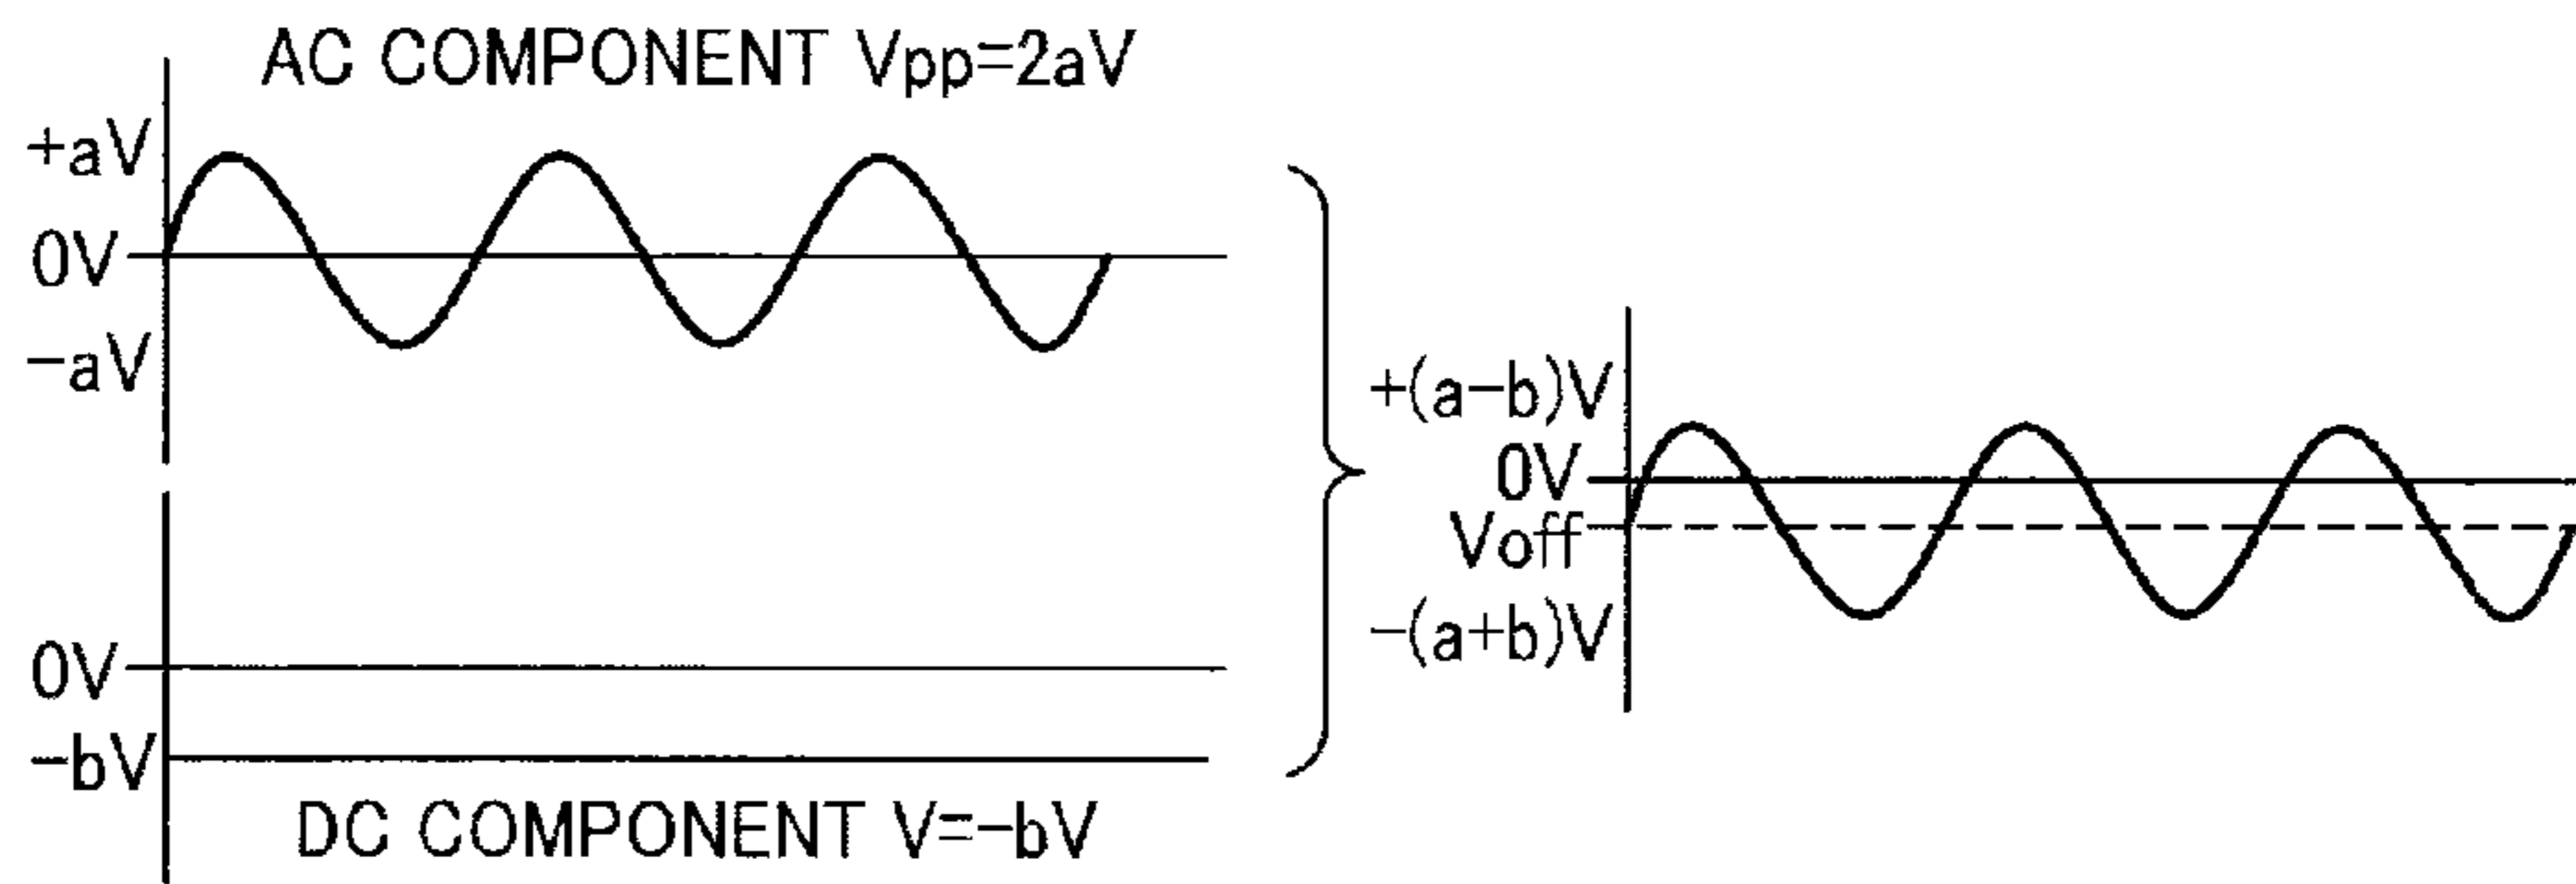 AC COMPONENT Vpp=2aV
+aV
0V
−aV
0V
−bV
DC COMPONENT V=−bV
+(a−b)V
0V
Voff
−(a+b)V